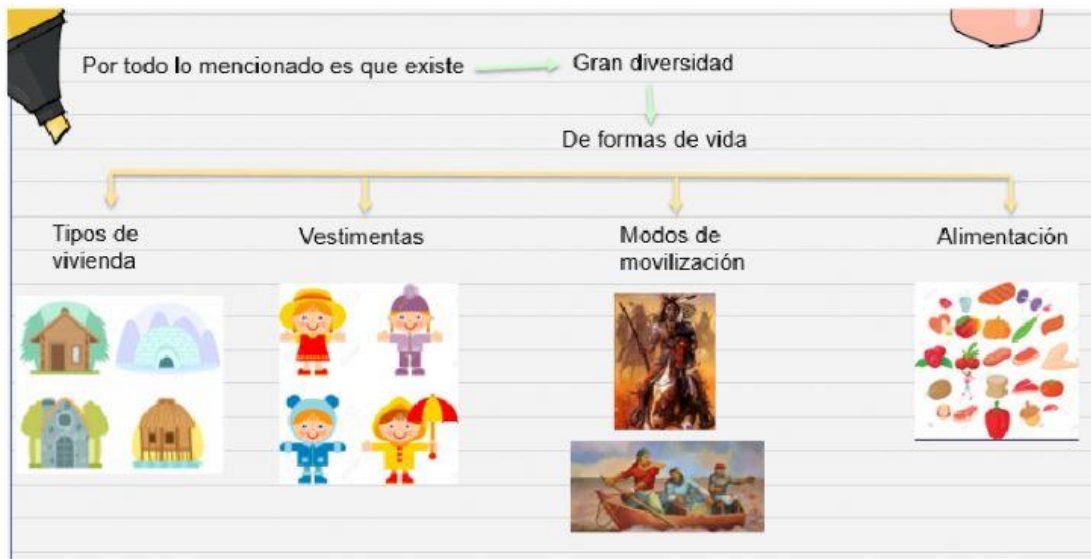 Por todo lo mencionado es que existe
Gran diversidad
De formas de vida
Tipos de
vivienda
Vestimentas
Modos de
movilización
Alimentación